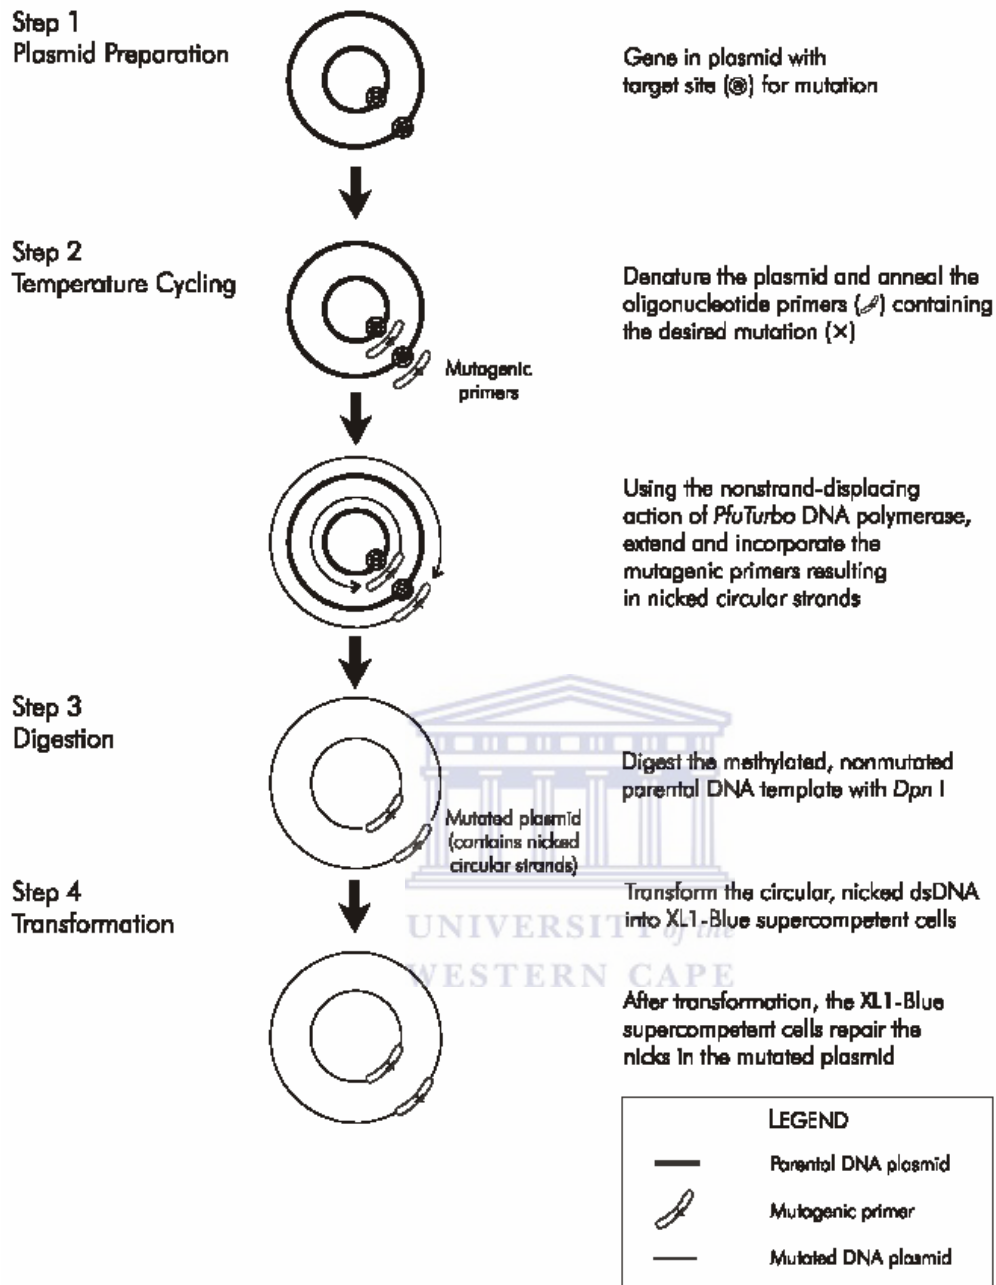 Step 1
Plasmid Preparation
Gene in plasmid with
target site (⊛) for mutation
Step 2
Temperature Cycling
Denature the plasmid and anneal the
oligonucleotide primers () containing
the desired mutation (×)
Mutagenic
primers
Using the nonstrand-displacing
action of PfuTurbo DNA polymerase,
extend and incorporate the
mutagenic primers resulting
in nicked circular strands
Step 3
Digestion
Digest the methylated, nonmutated
parental DNA template with Dpn I
Mutated plasmid
(contains nicked
circular strands)
Step 4
Transformation
Transform the circular, nicked dsDNA
into XL1-Blue supercompetent cells
UNIVERSITY of the
WESTERN CAPE
After transformation, the XL1-Blue
supercompetent cells repair the
nicks in the mutated plasmid
LEGEND
Parental DNA plasmid
Mutagenic primer
Mutated DNA plasmid